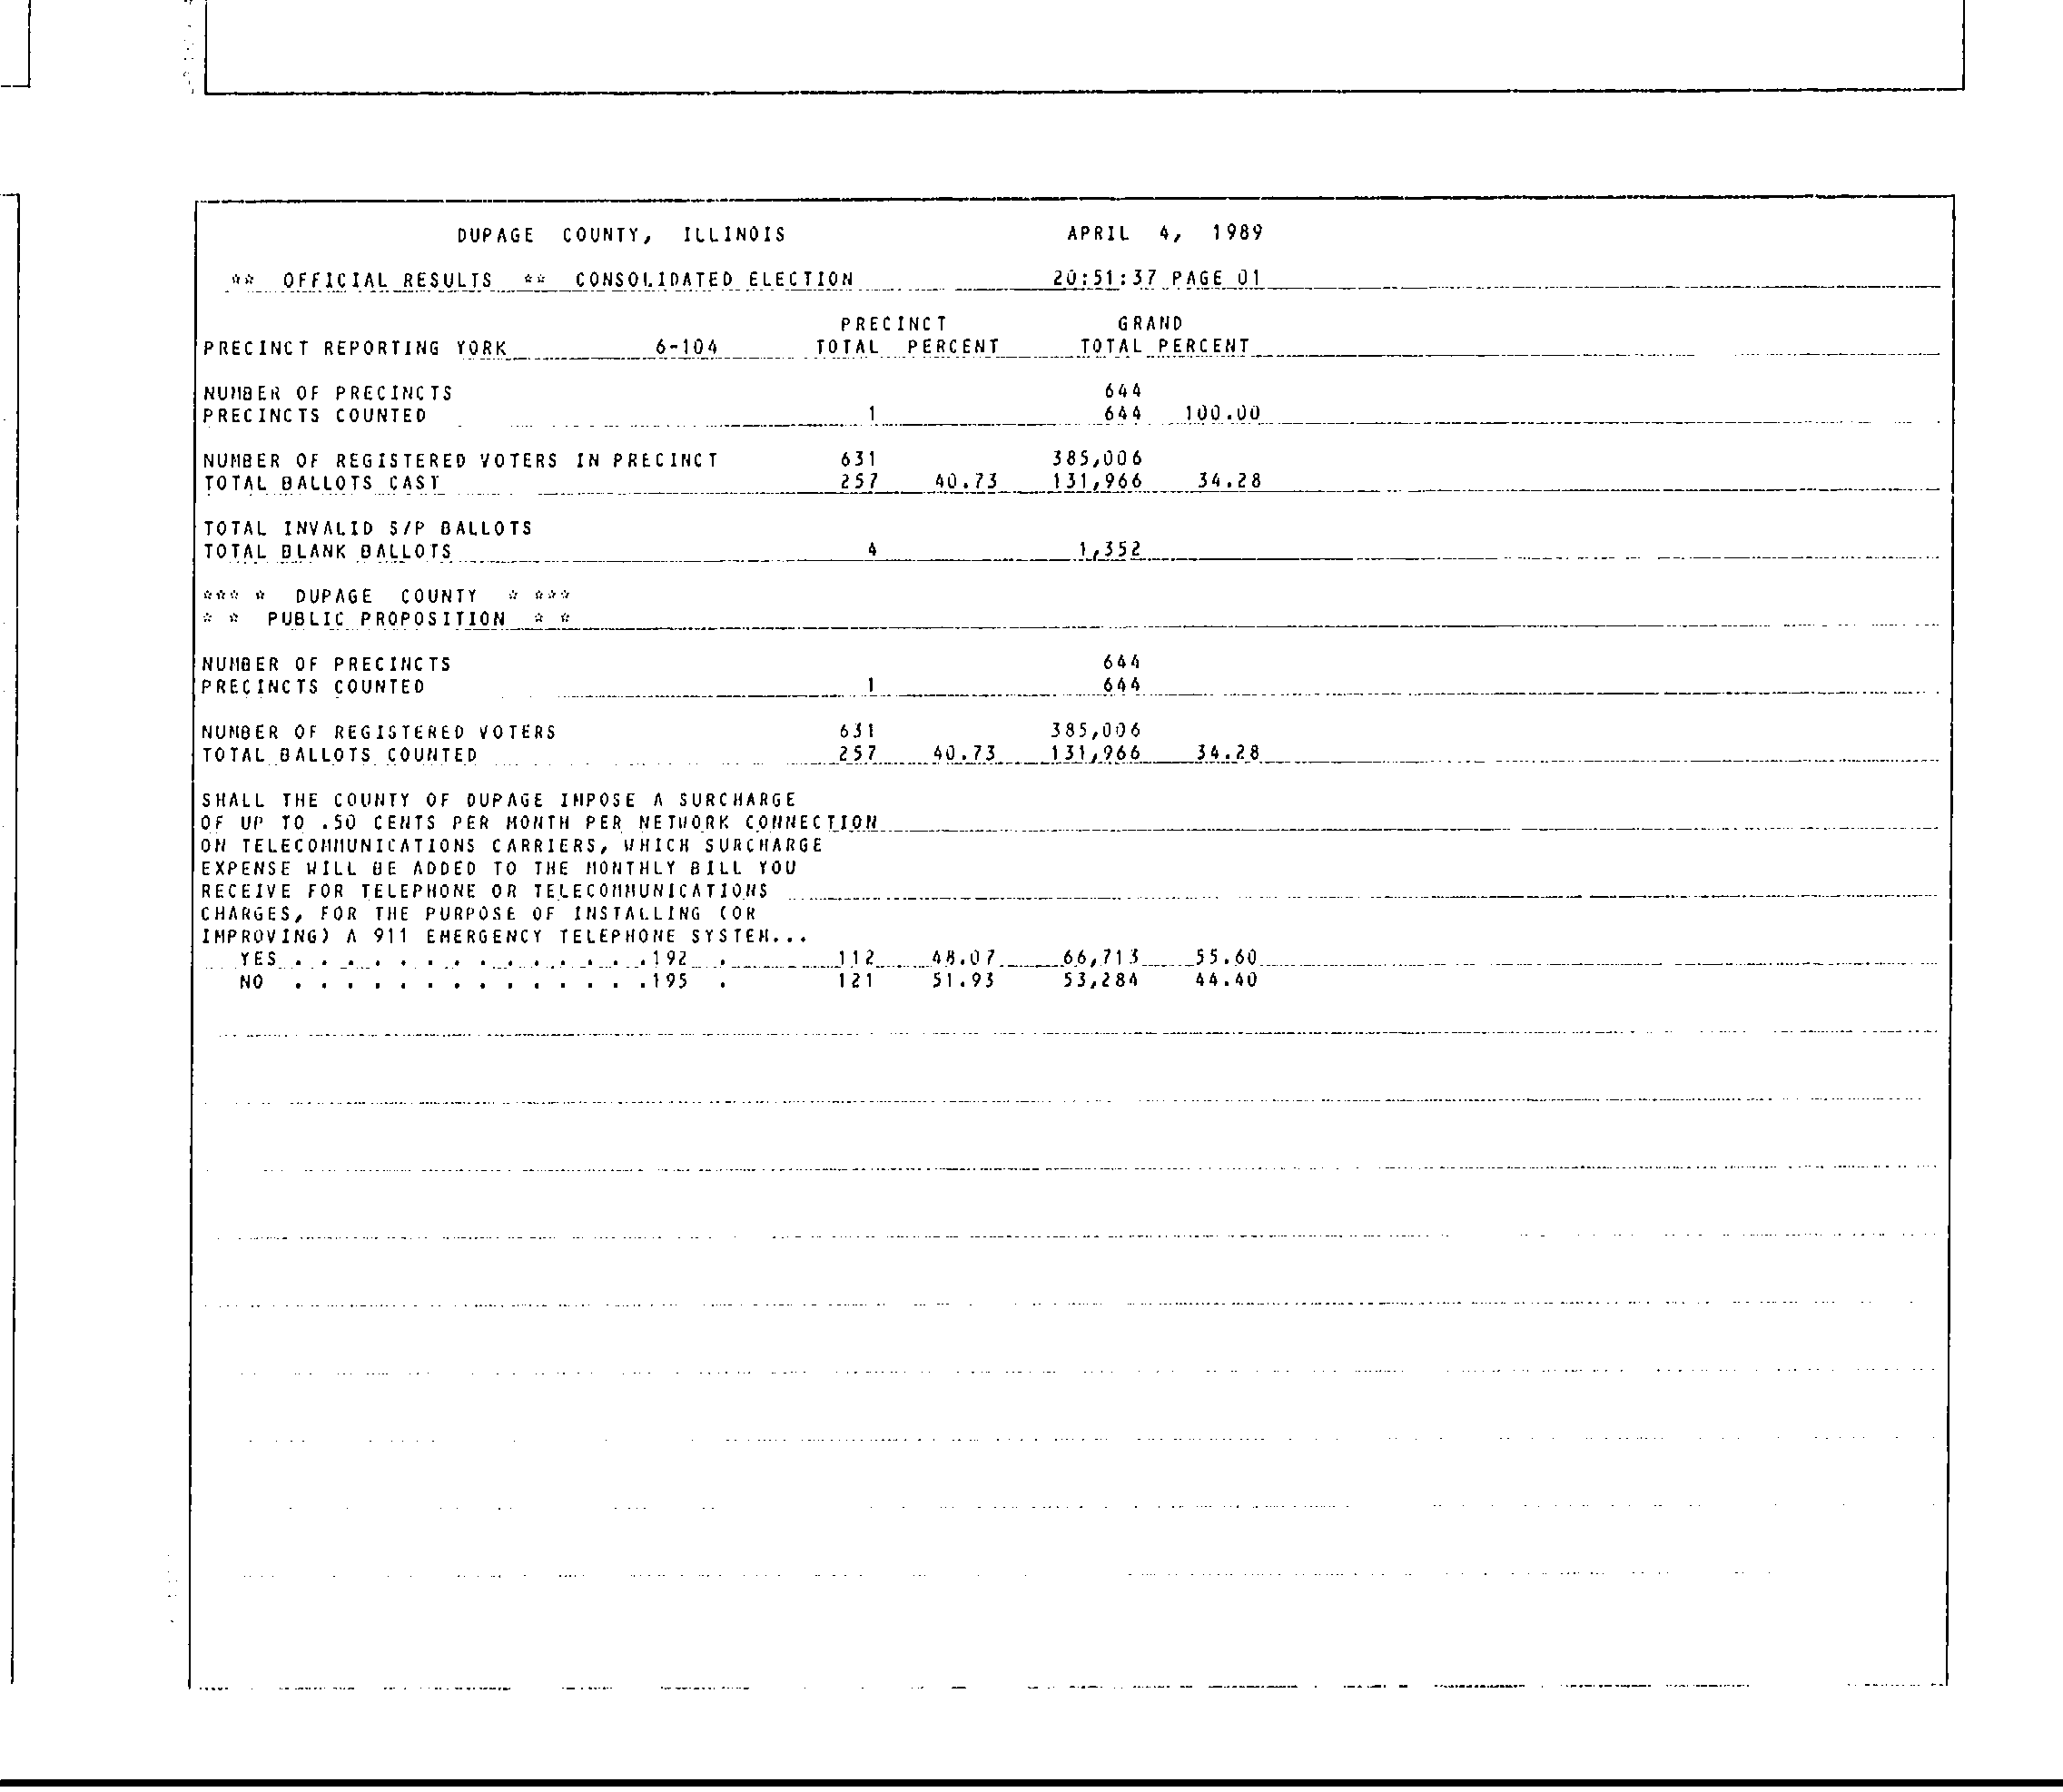 DUPAGE COUNTY, ILLINOIS APRIL 4, 1989
** OFFICIAL RESULTS ** CONSOLIDATED ELECTION 20:51:37 PAGE 01
PRECINCT GRAND
PRECINCT REPORTING YORK 6-104 TOTAL PERCENT TOTAL PERCENT
NUMBER OF PRECINCTS 644
PRECINCTS COUNTED 1 644 100.00
NUMBER OF REGISTERED VOTERS IN PRECINCT 631 385,006
TOTAL BALLOTS CAST 257 40.73 131,966 34.28
TOTAL INVALID S/P BALLOTS
TOTAL BLANK BALLOTS 4 1,352
*** * DUPAGE COUNTY * ***
* * PUBLIC PROPOSITION * *
NUMBER OF PRECINCTS 644
PRECINCTS COUNTED 1 644
NUMBER OF REGISTERED VOTERS 631 385,006
TOTAL BALLOTS COUNTED 257 40.73 131,966 34.28
SHALL THE COUNTY OF DUPAGE IMPOSE A SURCHARGE
OF UP TO .50 CENTS PER MONTH PER NETWORK CONNECTION
ON TELECOMMUNICATIONS CARRIERS, WHICH SURCHARGE
EXPENSE WILL BE ADDED TO THE MONTHLY BILL YOU
RECEIVE FOR TELEPHONE OR TELECOMMUNICATIONS
CHARGES, FOR THE PURPOSE OF INSTALLING (OR
IMPROVING) A 911 EMERGENCY TELEPHONE SYSTEM...
YES . . . . . . . . . . . . . .192 . 112 48.07 66,713 55.60
NO . . . . . . . . . . . . . .195 . 121 51.93 53,284 44.40